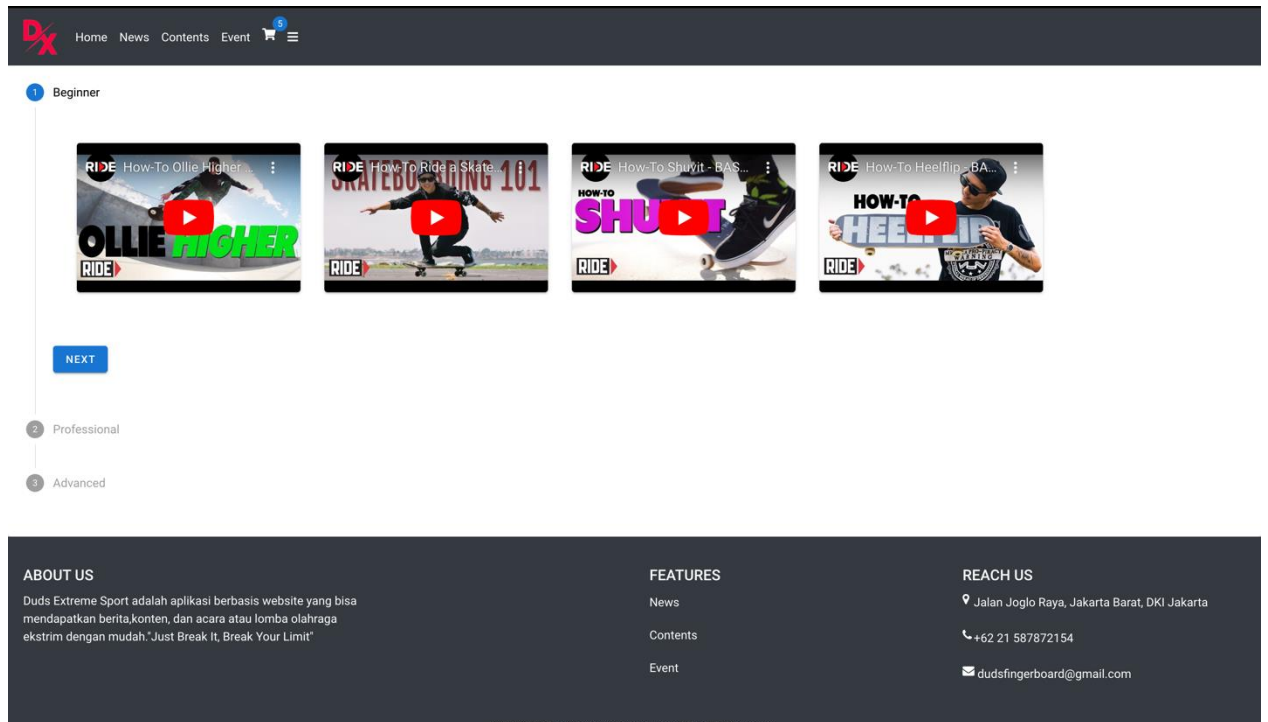 DX
Home News Contents Event 5
1 Beginner
RIDE How-To Ollie Higher ...
OLLIE HIGHER
RIDE
RIDE How-To Ride a Skate...
SKATEBOARDING 101
RIDE
RIDE How-To Shuvit - BAS...
HOW-TO
SHUVIT
RIDE
RIDE How-To Heelflip - BA...
HOW-TO
HEELFLIP
RIDE
NEXT
2 Professional
3 Advanced
ABOUT US
Duds Extreme Sport adalah aplikasi berbasis website yang bisa
mendapatkan berita,konten, dan acara atau lomba olahraga
ekstrim dengan mudah."Just Break It, Break Your Limit"
FEATURES
News
Contents
Event
REACH US
Jalan Joglo Raya, Jakarta Barat, DKI Jakarta
+62 21 587872154
dudsfingerboard@gmail.com